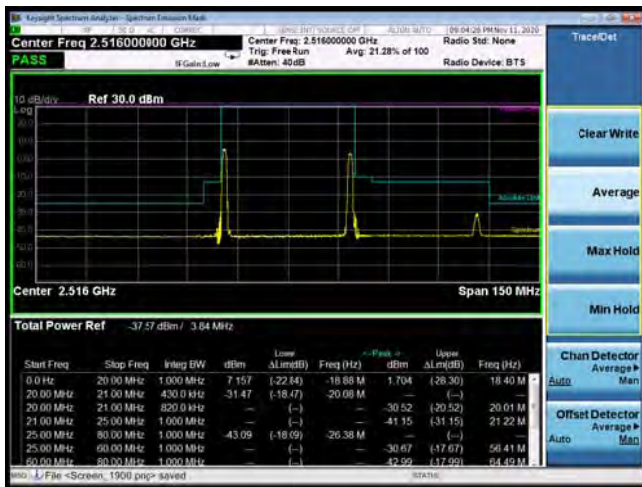 Keysight Spectrum Analyzer - Spectrum Emission Mask
09:04:20 PM Nov 11, 2020
Center Freq 2.516000000 GHz
Center Freq: 2.516000000 GHz
Radio Std: None
Trig: Free Run
Avg: 21.28% of 100
PASS
IFGain:Low
#Atten: 40dB
Radio Device: BTS
10 dB/div
Ref 30.0 dBm
Log
Center 2.516 GHz
Span 150 MHz
Total Power Ref -37.57 dBm / 3.84 MHz
Lower
<--Peak-->
Upper
Start Freq Stop Freq Integ BW dBm ΔLim(dB) Freq (Hz) dBm ΔLim(dB) Freq (Hz)
0.0 Hz 20.00 MHz 1.000 MHz 7.157 (-22.84) -18.88 M 1.704 (-28.30) 18.40 M
20.00 MHz 21.00 MHz 430.0 kHz -31.47 (-18.47) -20.08 M — (—)
20.00 MHz 21.00 MHz 820.0 kHz — (—) -30.52 (-20.52) 20.01 M
21.00 MHz 25.00 MHz 1.000 MHz — (—) -41.15 (-31.15) 21.22 M
25.00 MHz 80.00 MHz 1.000 MHz -43.09 (-18.09) -26.38 M — (—)
25.00 MHz 60.00 MHz 1.000 MHz — (—) -30.67 (-17.67) 56.41 M
60.00 MHz 80.00 MHz 1.000 MHz — (—) -42.99 (-17.99) 64.49 M
MSG File <Screen_1900.png> saved
STATUS
Trace/Det
Clear Write
Average
Max Hold
Min Hold
Chan Detector
Average
Auto Man
Offset Detector
Average
Auto Man